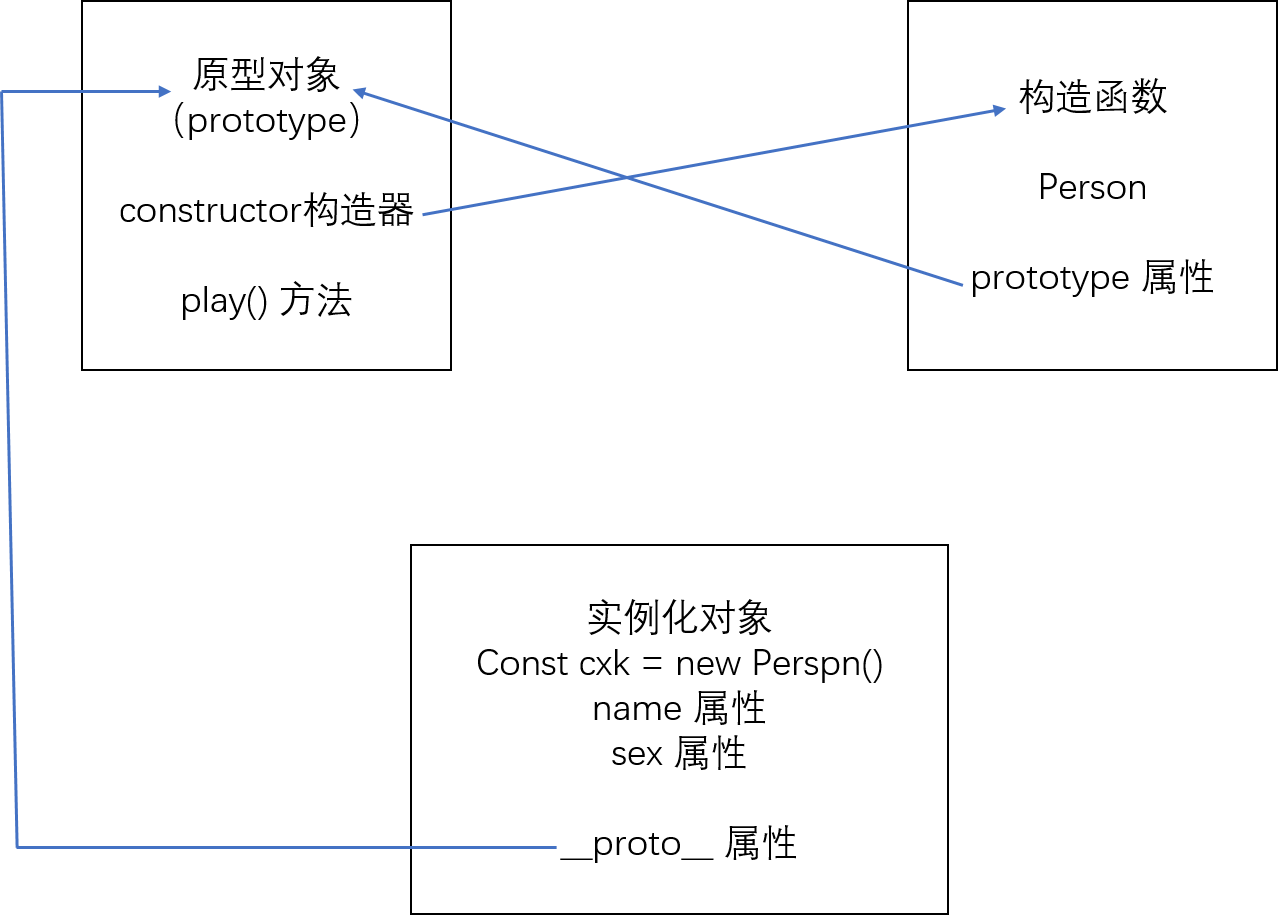 原型对象
（prototype）
constructor构造器
play() 方法
构造函数
Person
prototype 属性
实例化对象
Const cxk = new Perspn()
name 属性
sex 属性
__proto__ 属性